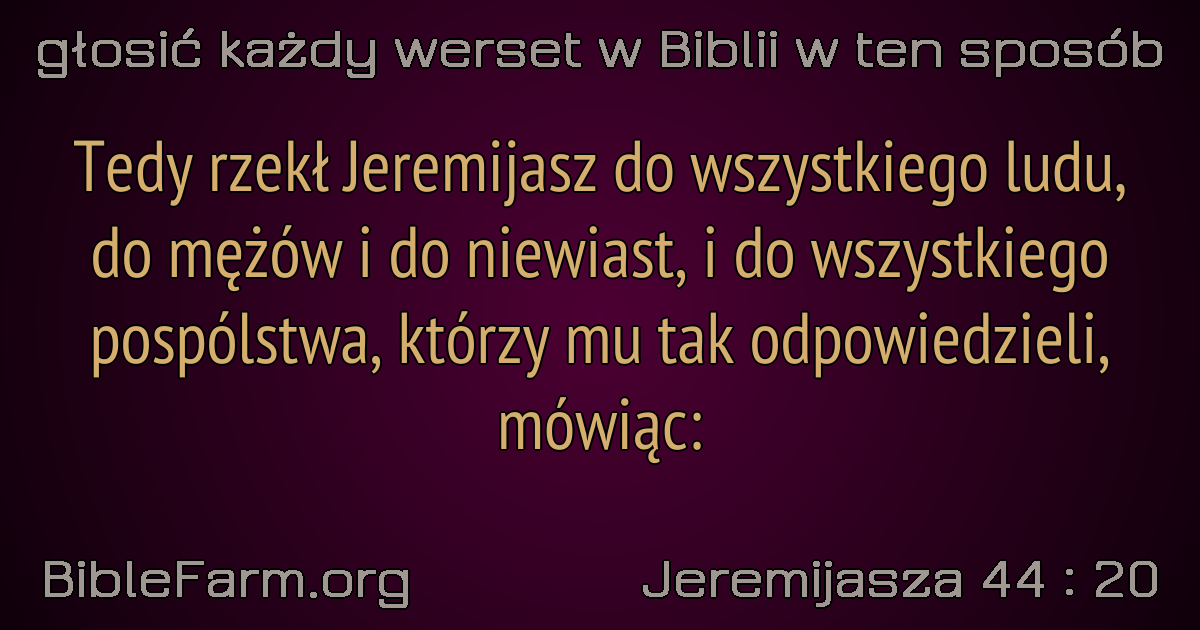 głosić każdy werset w Biblii w ten sposób
Tedy rzekł Jeremijasz do wszystkiego ludu,
do mężów i do niewiast, i do wszystkiego
pospólstwa, którzy mu tak odpowiedzieli,
mówiąc:
BibleFarm.org
Jeremijasza 44 : 20